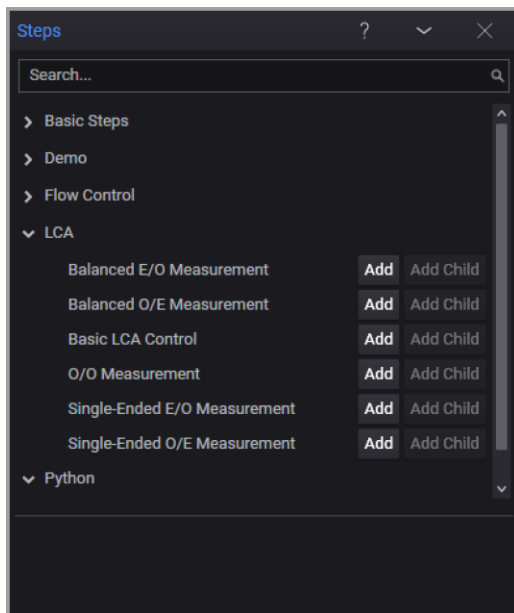 Steps ?
Search...
Basic Steps
Demo
Flow Control
LCA
Balanced E/O Measurement Add Add Child
Balanced O/E Measurement Add Add Child
Basic LCA Control Add Add Child
O/O Measurement Add Add Child
Single-Ended E/O Measurement Add Add Child
Single-Ended O/E Measurement Add Add Child
Python